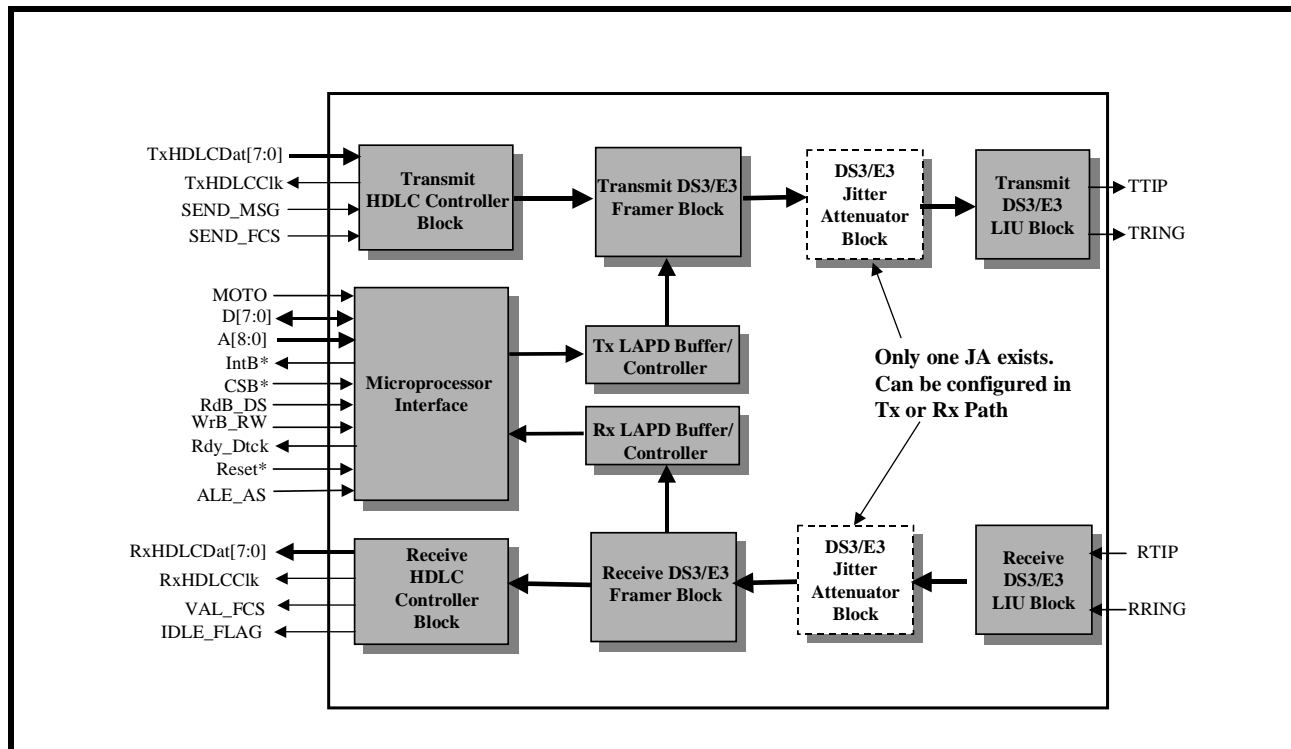 TxHDLCDat[7:0]
TxHDLCClk
SEND_MSG
SEND_FCS
Transmit
HDLC Controller
Block
Transmit DS3/E3
Framer Block
DS3/E3
Jitter
Attenuator
Block
Transmit
DS3/E3
LIU Block
TTIP
TRING
MOTO
D[7:0]
A[8:0]
IntB*
CSB*
RdB_DS
WrB_RW
Rdy_Dtck
Reset*
ALE_AS
Microprocessor
Interface
Tx LAPD Buffer/
Controller
Rx LAPD Buffer/
Controller
Only one JA exists.
Can be configured in
Tx or Rx Path
RxHDLCDat[7:0]
RxHDLCClk
VAL_FCS
IDLE_FLAG
Receive
HDLC
Controller
Block
Receive DS3/E3
Framer Block
DS3/E3
Jitter
Attenuator
Block
Receive
DS3/E3
LIU Block
RTIP
RRING